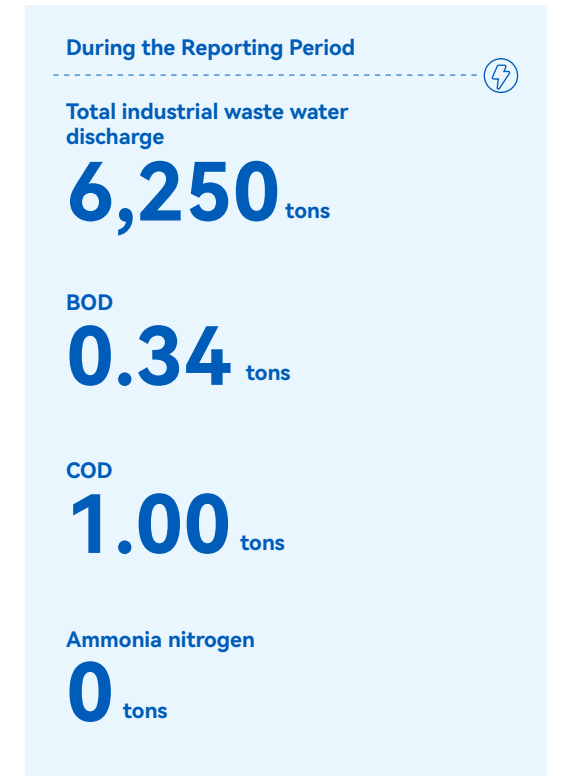 During the Reporting Period
Total industrial waste water
discharge
6,250 tons
BOD
0.34 tons
COD
1.00 tons
Ammonia nitrogen
0 tons